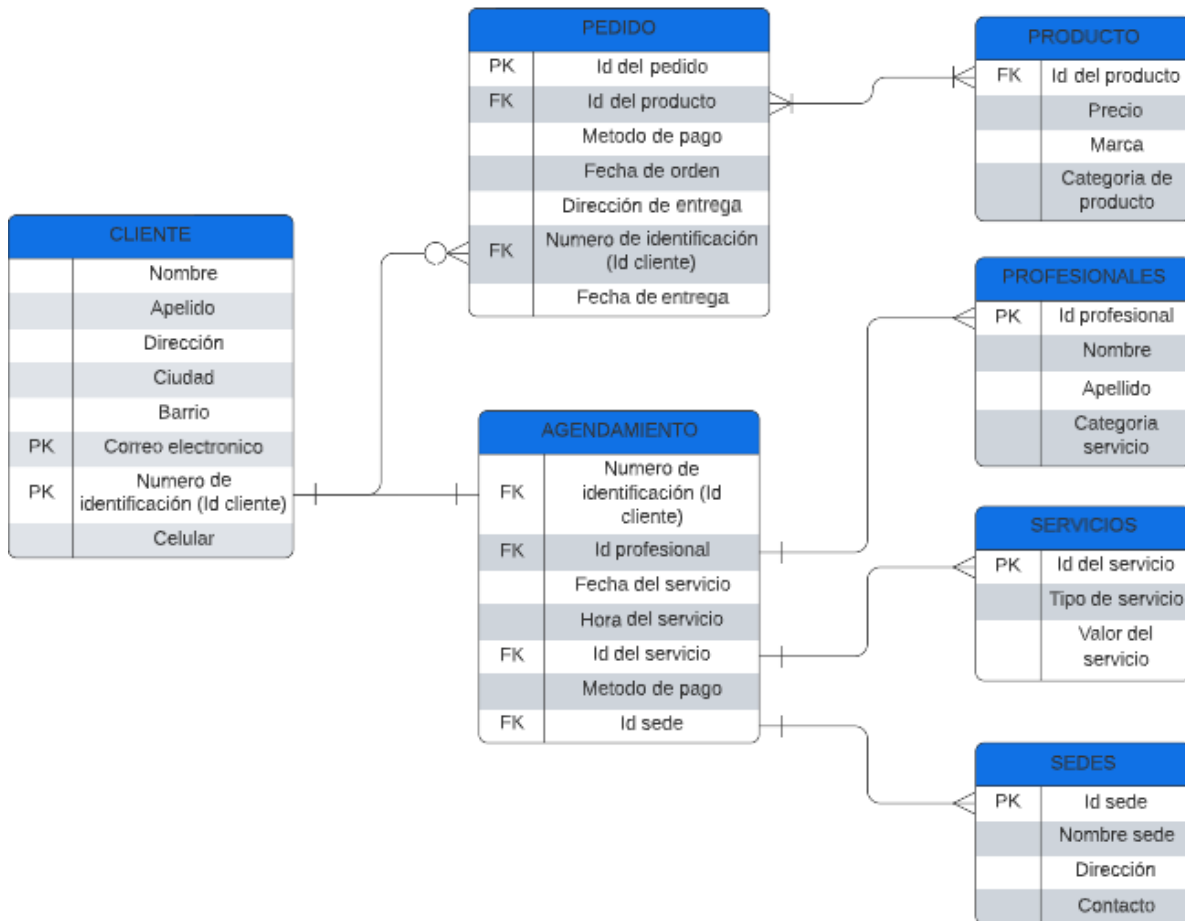 PEDIDO
PK Id del pedido
FK Id del producto
Metodo de pago
Fecha de orden
Dirección de entrega
FK Numero de identificación
(Id cliente)
Fecha de entrega
PRODUCTO
FK Id del producto
Precio
Marca
Categoria de
producto
CLIENTE
Nombre
Apelido
Dirección
Ciudad
Barrio
PK Correo electronico
PK Numero de
identificación (Id cliente)
Celular
AGENDAMIENTO
FK Numero de
identificación (Id
cliente)
FK Id profesional
Fecha del servicio
Hora del servicio
FK Id del servicio
Metodo de pago
FK Id sede
PROFESIONALES
PK Id profesional
Nombre
Apellido
Categoria
servicio
SERVICIOS
PK Id del servicio
Tipo de servicio
Valor del
servicio
SEDES
PK Id sede
Nombre sede
Dirección
Contacto